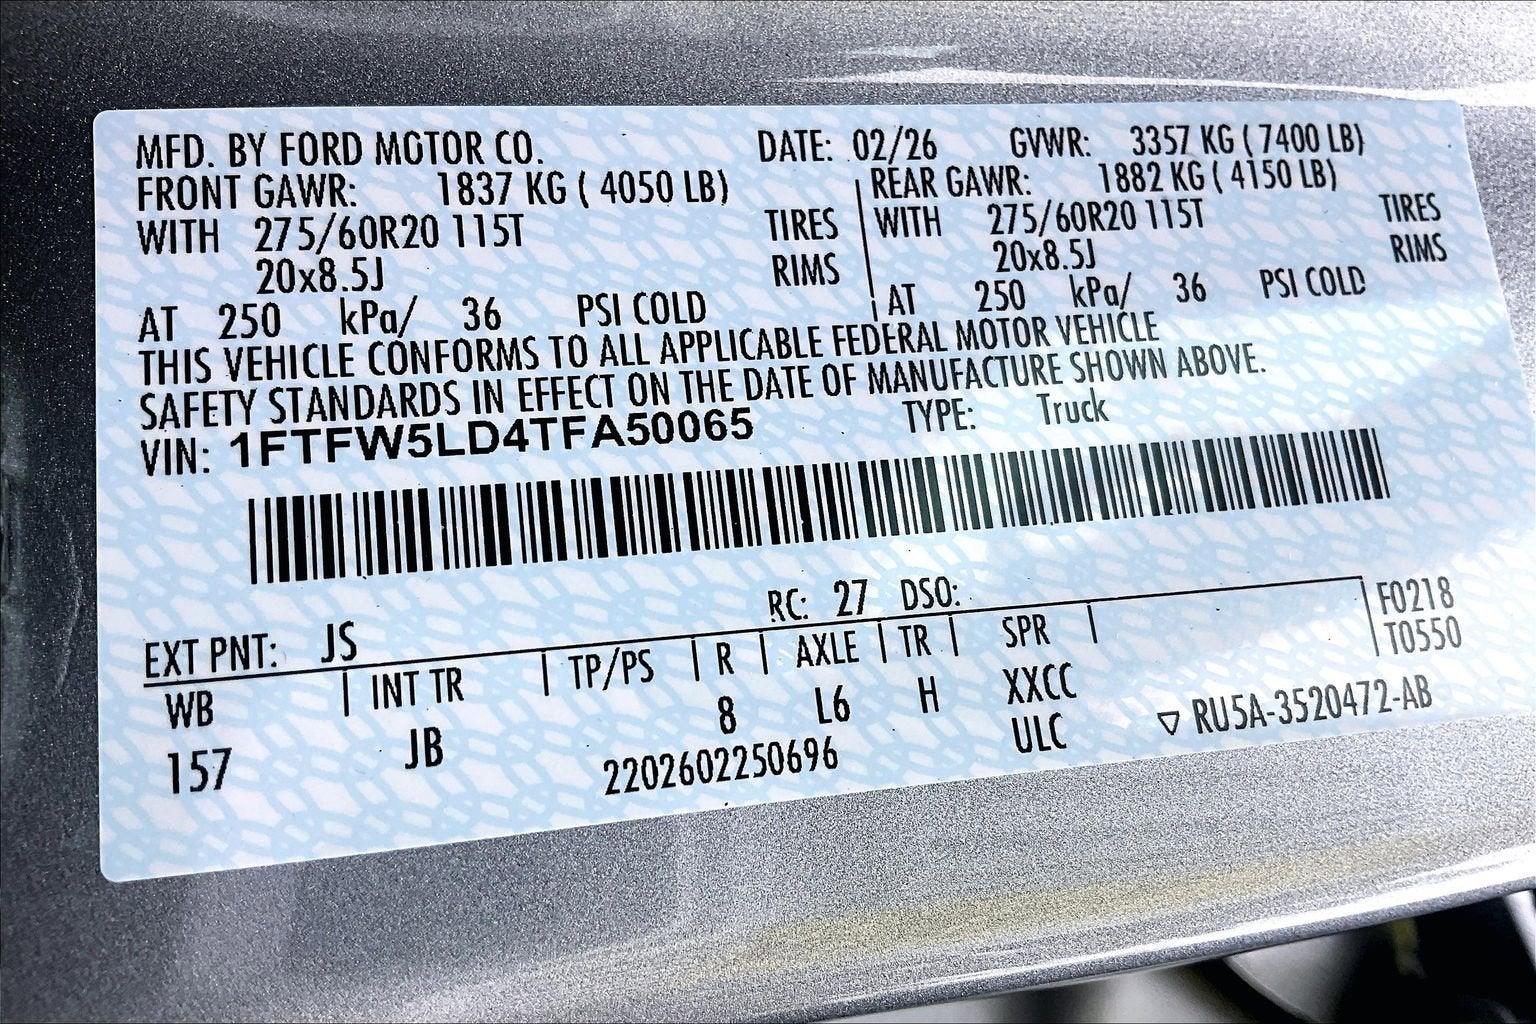 MFD. BY FORD MOTOR CO. DATE: 02/26 GVWR: 3357 KG ( 7400 LB)
FRONT GAWR: 1837 KG ( 4050 LB) REAR GAWR: 1882 KG ( 4150 LB)
WITH 275/60R20 115T TIRES WITH 275/60R20 115T TIRES
20x8.5J RIMS 20x8.5J RIMS
AT 250 kPa/ 36 PSI COLD AT 250 kPa/ 36 PSI COLD
THIS VEHICLE CONFORMS TO ALL APPLICABLE FEDERAL MOTOR VEHICLE
SAFETY STANDARDS IN EFFECT ON THE DATE OF MANUFACTURE SHOWN ABOVE.
VIN: 1FTFW5LD4TFA50065 TYPE: Truck
EXT PNT: JS RC: 27 DSO: F0218
WB INT TR TP/PS R AXLE TR SPR T0550
157 JB 8 L6 H XXCC
2202602250696 ULC ▽ RU5A-3520472-AB